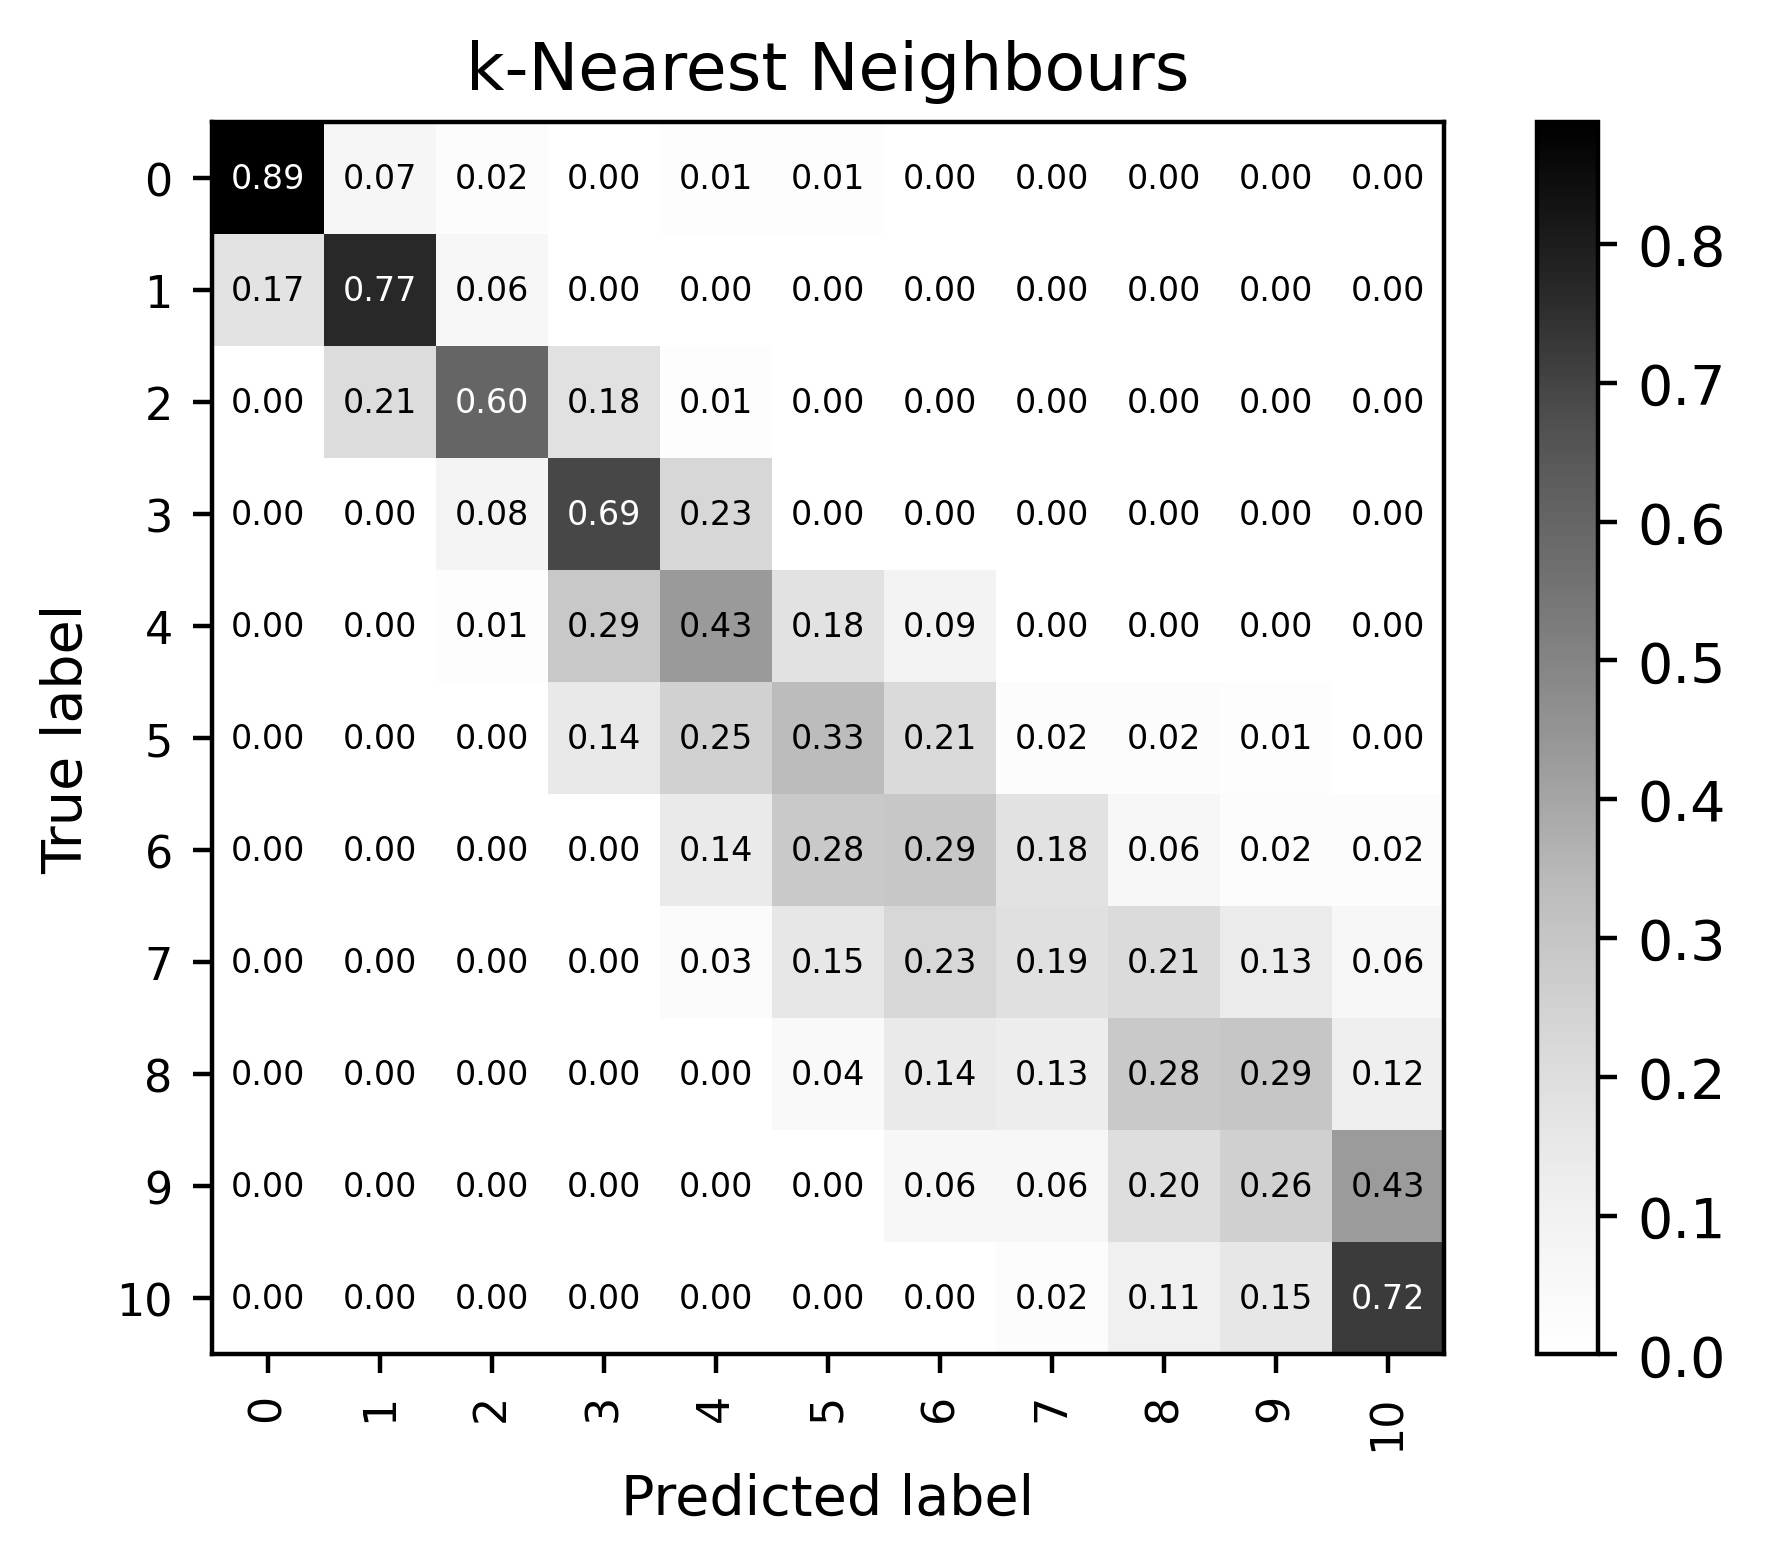 k-Nearest Neighbours
0 0.89 0.07 0.02 0.00 0.01 0.01 0.00 0.00 0.00 0.00 0.00
1 0.17 0.77 0.06 0.00 0.00 0.00 0.00 0.00 0.00 0.00 0.00
2 0.00 0.21 0.60 0.18 0.01 0.00 0.00 0.00 0.00 0.00 0.00
3 0.00 0.00 0.08 0.69 0.23 0.00 0.00 0.00 0.00 0.00 0.00
4 0.00 0.00 0.01 0.29 0.43 0.18 0.09 0.00 0.00 0.00 0.00
5 0.00 0.00 0.00 0.14 0.25 0.33 0.21 0.02 0.02 0.01 0.00
6 0.00 0.00 0.00 0.00 0.14 0.28 0.29 0.18 0.06 0.02 0.02
7 0.00 0.00 0.00 0.00 0.03 0.15 0.23 0.19 0.21 0.13 0.06
8 0.00 0.00 0.00 0.00 0.00 0.04 0.14 0.13 0.28 0.29 0.12
9 0.00 0.00 0.00 0.00 0.00 0.00 0.06 0.06 0.20 0.26 0.43
10 0.00 0.00 0.00 0.00 0.00 0.00 0.00 0.02 0.11 0.15 0.72
0 1 2 3 4 5 6 7 8 9 10
Predicted label
True label
0.8
0.7
0.6
0.5
0.4
0.3
0.2
0.1
0.0